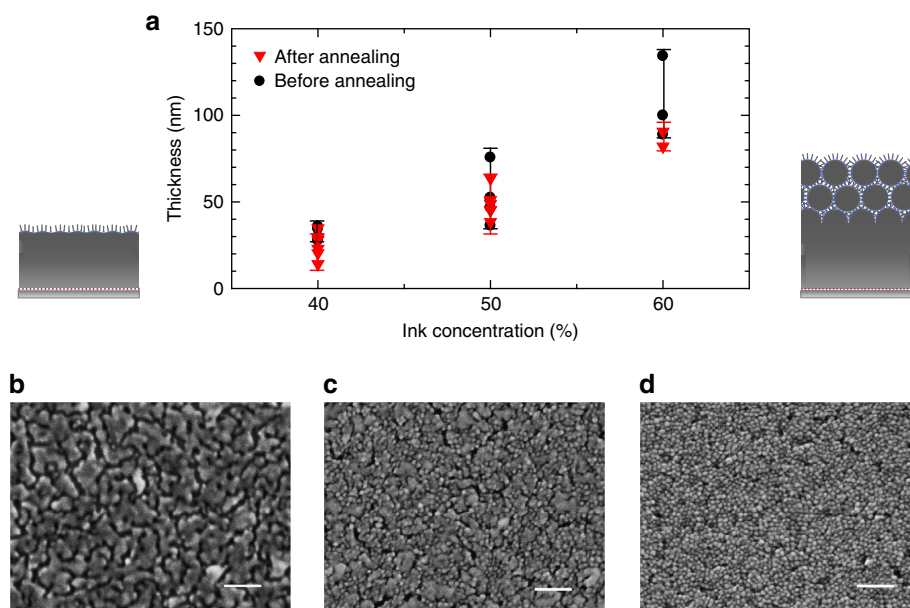 a
150
After annealing
Before annealing
100
50
0
Thickness (nm)
40
50
60
Ink concentration (%)
b
c
d